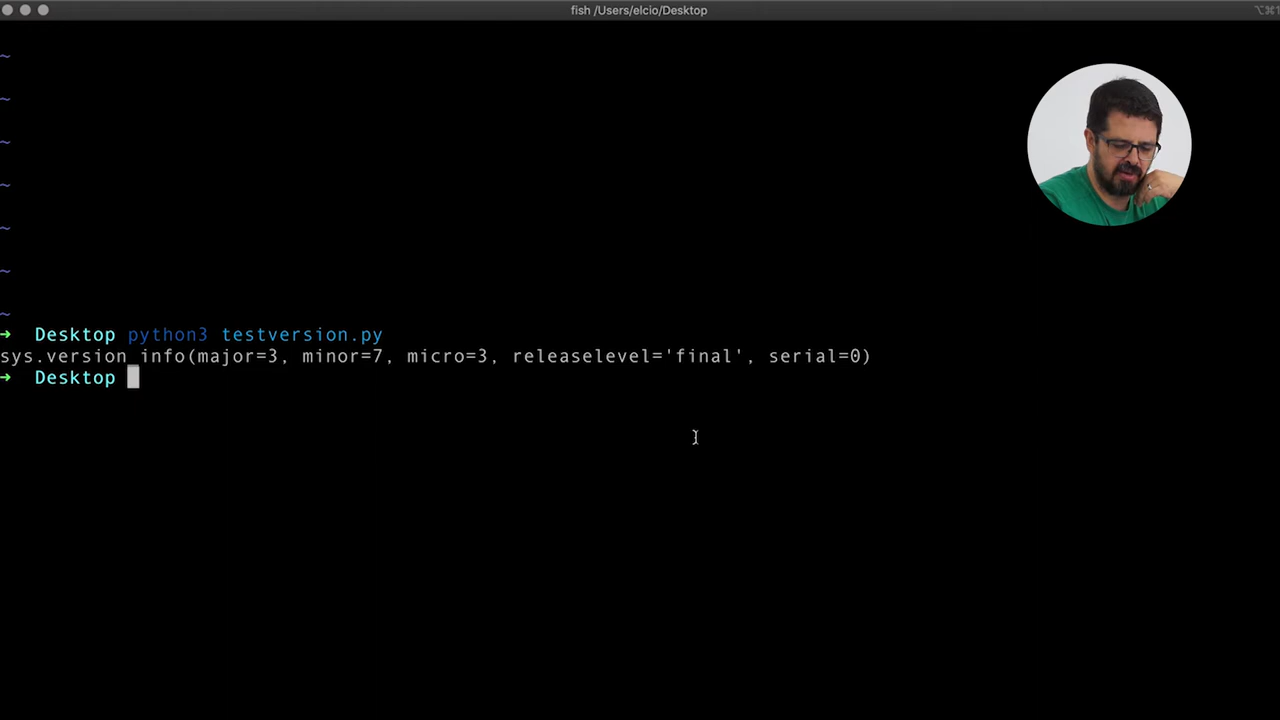 fish /Users/elcio/Desktop
⌥⌘1
~
~
~
~
~
~
~
➜ Desktop python3 testversion.py
sys.version_info(major=3, minor=7, micro=3, releaselevel='final', serial=0)
➜ Desktop